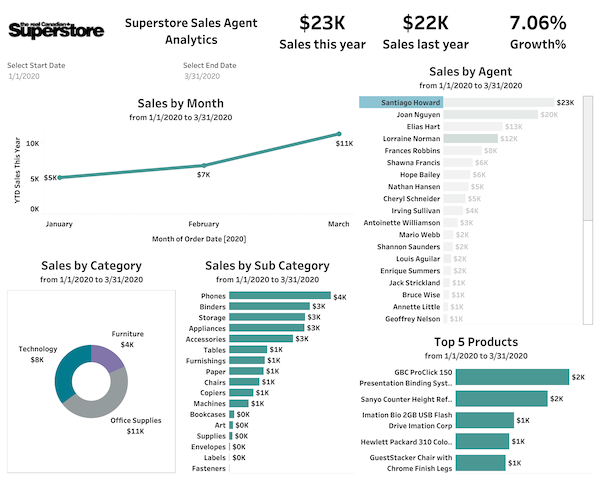 the real Canadian
Superstore
Superstore Sales Agent
Analytics
$23K
Sales this year
$22K
Sales last year
7.06%
Growth%
Select Start Date
1/1/2020
Select End Date
3/31/2020
Sales by Month
from 1/1/2020 to 3/31/2020
YTD Sales This Year
10K
5K
0K
$5K
$7K
$11K
January
February
March
Month of Order Date [2020]
Sales by Agent
from 1/1/2020 to 3/31/2020
Santiago Howard $23K
Joan Nguyen $20K
Elias Hart $13K
Lorraine Norman $12K
Frances Robbins $8K
Shawna Francis $6K
Hope Bailey $6K
Nathan Hansen $5K
Cheryl Schneider $5K
Irving Sullivan $4K
Antoinette Williamson $3K
Mario Webb $2K
Shannon Saunders $2K
Louis Aguilar $2K
Enrique Summers $2K
Jack Strickland $1K
Bruce Wise $1K
Annette Little $1K
Geoffrey Nelson $1K
Sales by Category
from 1/1/2020 to 3/31/2020
Furniture
$4K
Technology
$8K
Office Supplies
$11K
Sales by Sub Category
from 1/1/2020 to 3/31/2020
Phones $4K
Binders $3K
Storage $3K
Appliances $3K
Accessories $3K
Tables $1K
Furnishings $1K
Paper $1K
Chairs $1K
Copiers $1K
Machines $1K
Bookcases $0K
Art $0K
Supplies $0K
Envelopes $0K
Labels $0K
Fasteners
Top 5 Products
from 1/1/2020 to 3/31/2020
GBC ProClick 150
Presentation Binding Syst.. $2K
Sanyo Counter Height Ref.. $2K
Imation Bio 2GB USB Flash
Drive Imation Corp $1K
Hewlett Packard 310 Colo.. $1K
GuestStacker Chair with
Chrome Finish Legs $1K